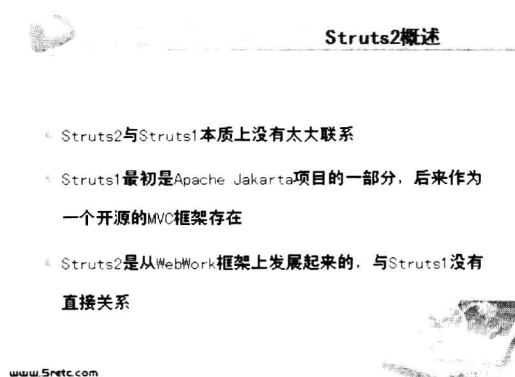 Struts2概述
Struts2与Struts1本质上没有太大联系
Struts1最初是Apache Jakarta项目的一部分，后来作为
一个开源的MVC框架存在
Struts2是从WebWork框架上发展起来的，与Struts1没有
直接关系
www.5retc.com